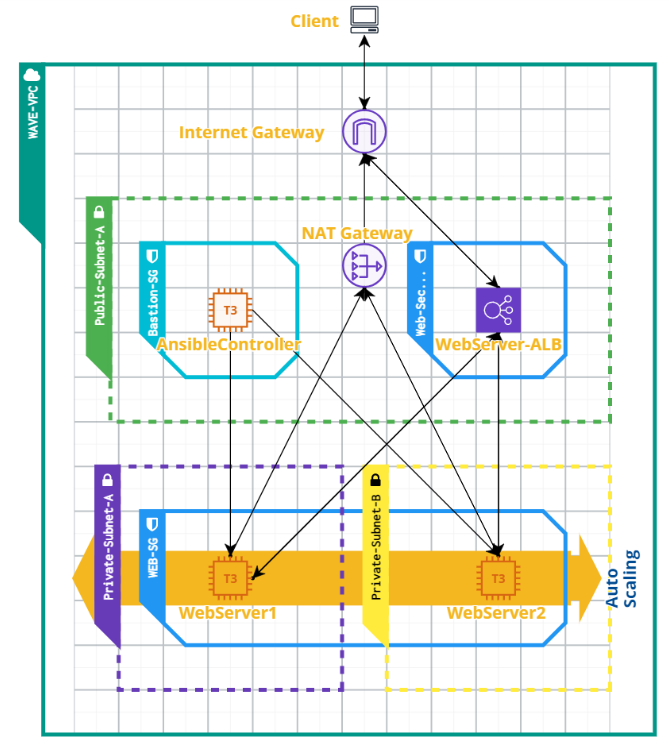 Client
WAVE-VPC
Internet Gateway
Public-Subnet-A
NAT Gateway
Bastion-SG
Web-Sec...
T3
AnsibleController
WebServer-ALB
Private-Subnet-A
Private-Subnet-B
WEB-SG
T3
T3
WebServer1
WebServer2
Auto
Scaling